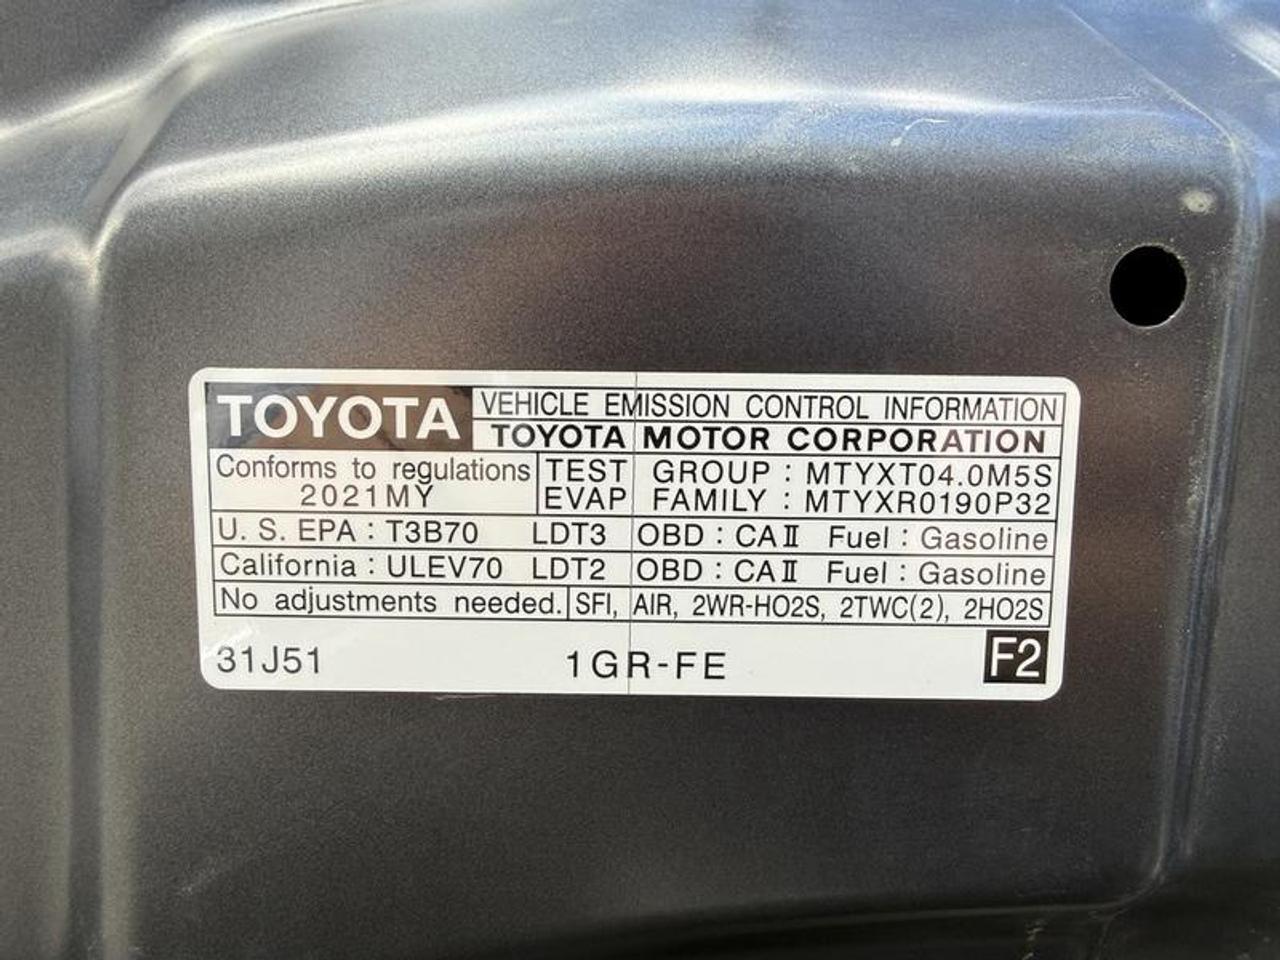 TOYOTA VEHICLE EMISSION CONTROL INFORMATION
TOYOTA MOTOR CORPORATION
Conforms to regulations TEST GROUP : MTYXT04.0M5S
2021MY EVAP FAMILY : MTYXR0190P32
U. S. EPA : T3B70 LDT3 OBD : CAⅡ Fuel : Gasoline
California : ULEV70 LDT2 OBD : CAⅡ Fuel : Gasoline
No adjustments needed. SFI, AIR, 2WR-HO2S, 2TWC(2), 2HO2S
31J51 1GR-FE F2